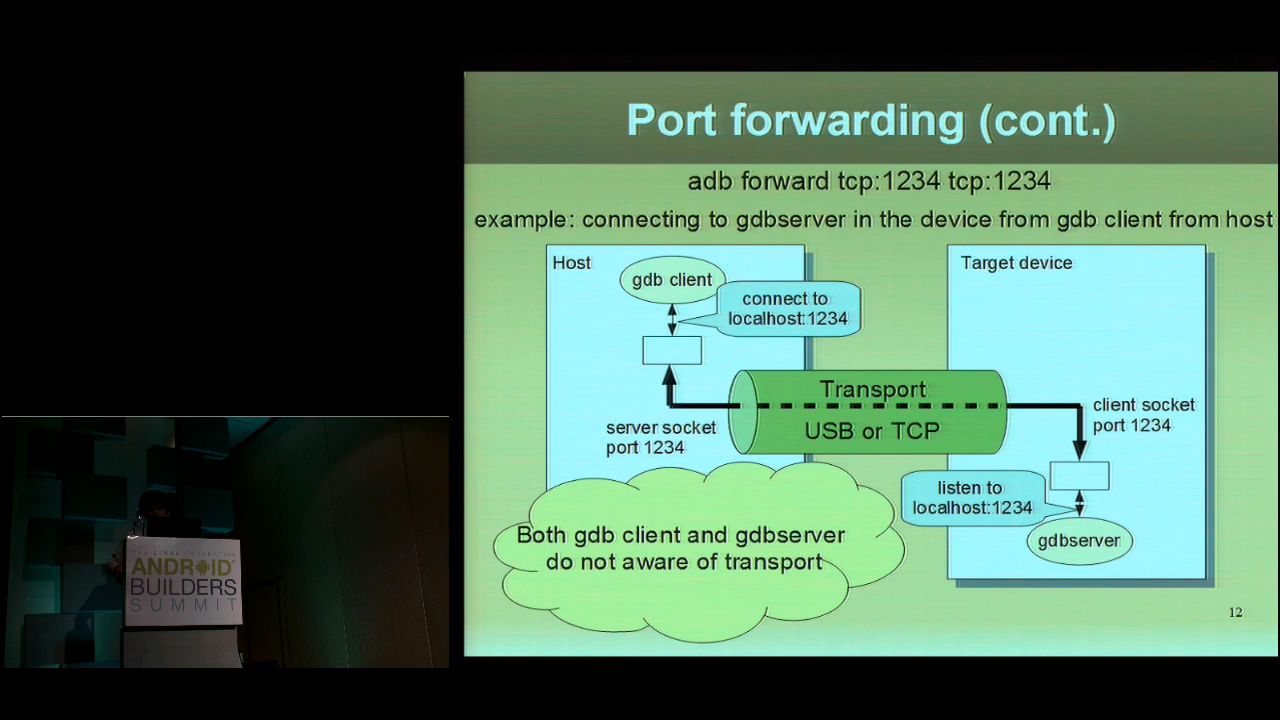 Port forwarding (cont.)
adb forward tcp:1234 tcp:1234
example: connecting to gdbserver in the device from gdb client from host
Host
gdb client
connect to
localhost:1234
Target device
Transport
USB or TCP
server socket
port 1234
client socket
port 1234
listen to
localhost:1234
gdbserver
Both gdb client and gdbserver
do not aware of transport
12
THE LINUX FOUNDATION
ANDROID
BUILDERS
SUMMIT